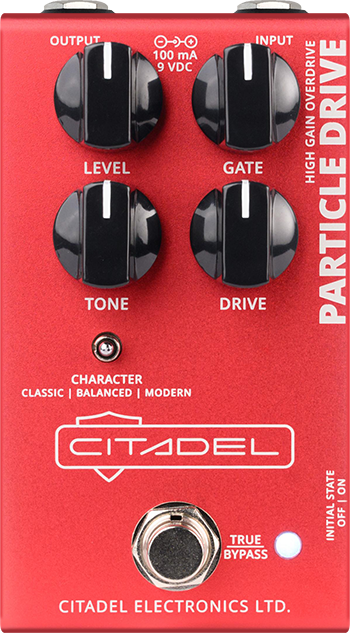 OUTPUT
100 mA
9 VDC
INPUT
LEVEL
GATE
HIGH GAIN OVERDRIVE
PARTICLE DRIVE
TONE
DRIVE
CHARACTER
CLASSIC | BALANCED | MODERN
CITADEL
INITIAL STATE
OFF | ON
TRUE
BYPASS
CITADEL ELECTRONICS LTD.